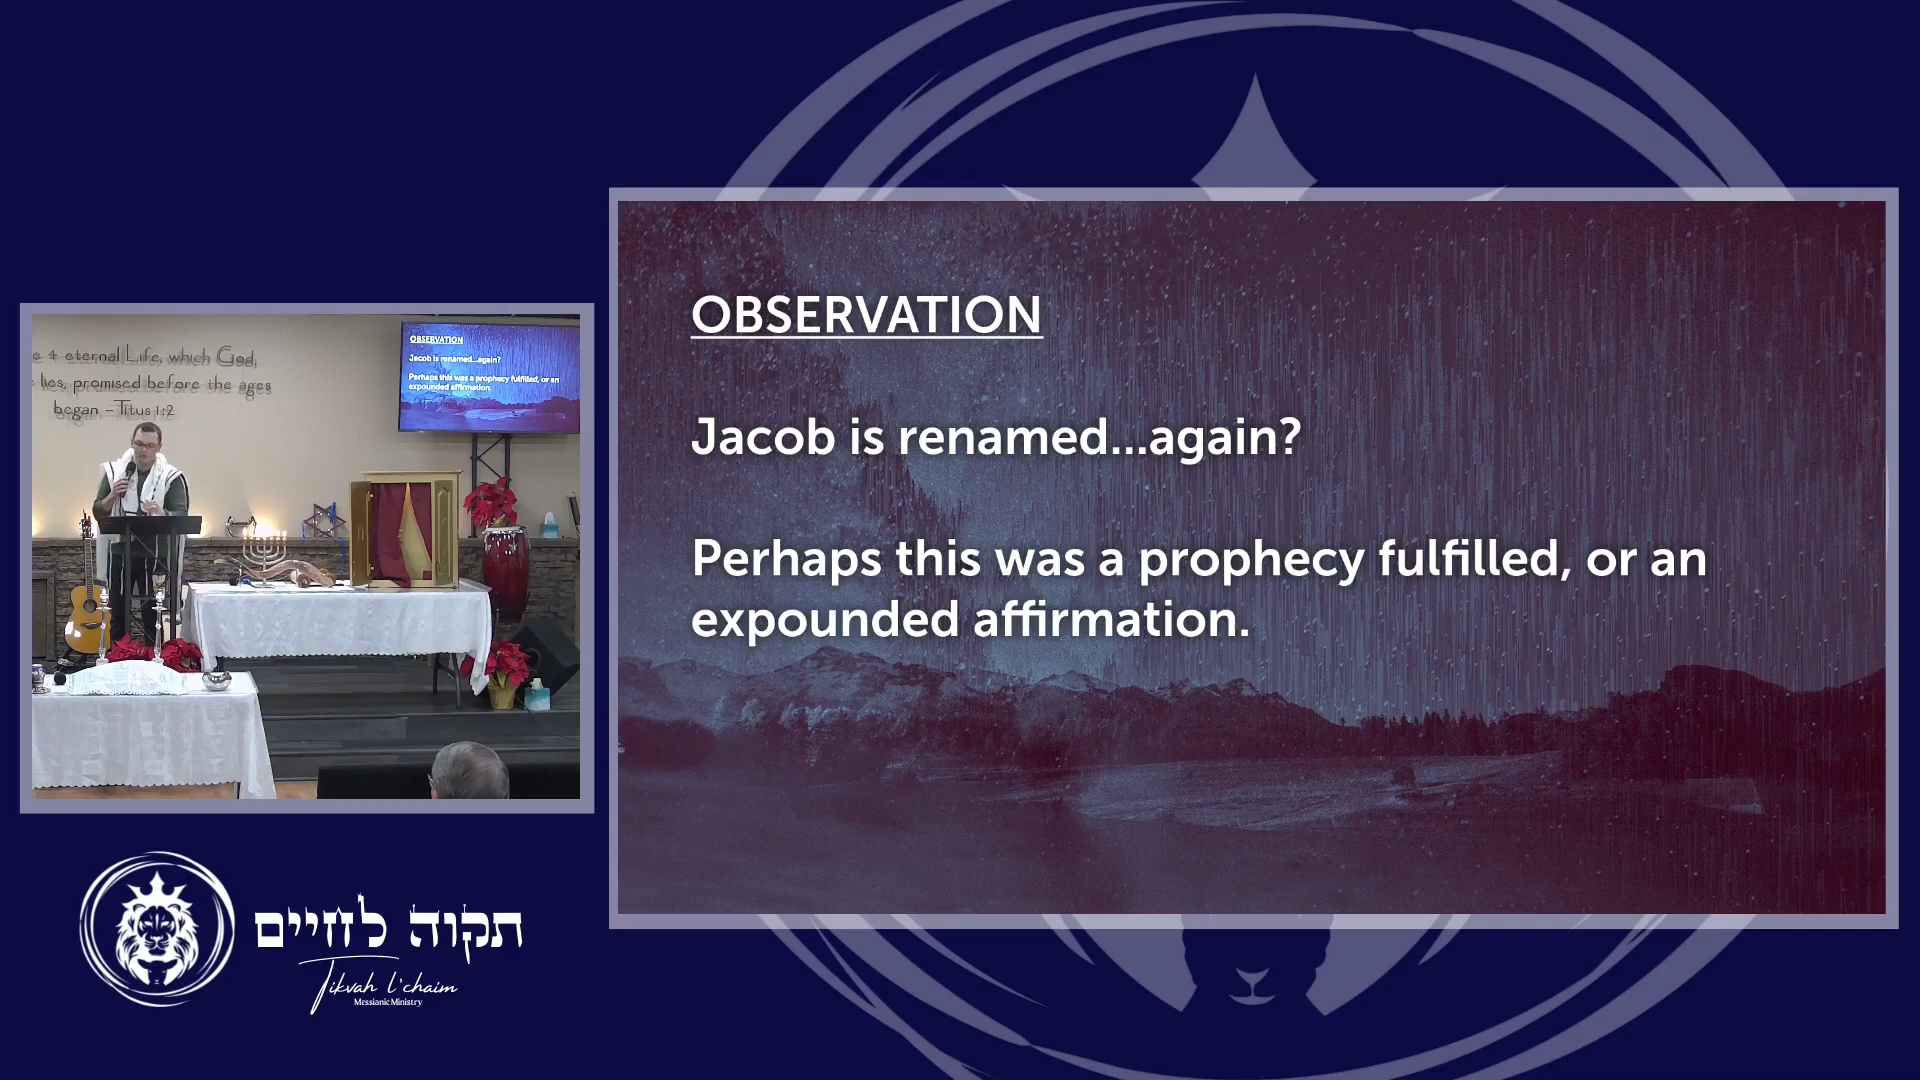 e & eternal Life, which God,
lies, promised before the ages
began – Titus 1:2
OBSERVATION
Jacob is renamed...again?
Perhaps this was a prophecy fulfilled, or an
expounded affirmation.
OBSERVATION
Jacob is renamed...again?
Perhaps this was a prophecy fulfilled, or an
expounded affirmation.
תקוה לחיים
Tikvah l'chaim
Messianic Ministry